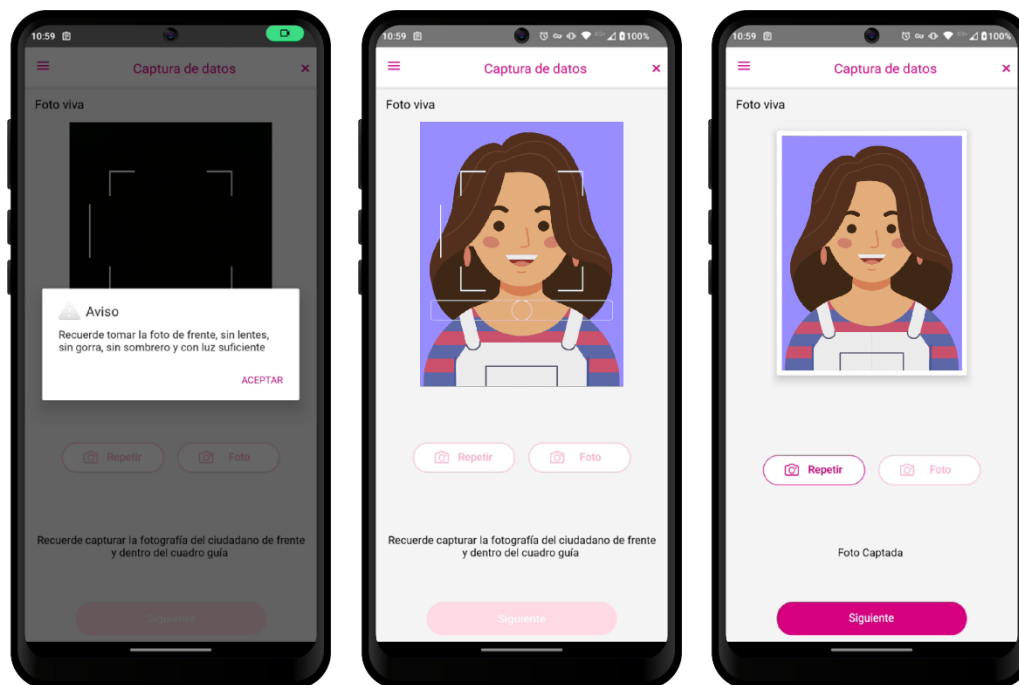 10:59
Captura de datos
Foto viva
Aviso
Recuerde tomar la foto de frente, sin lentes,
sin gorra, sin sombrero y con luz suficiente
ACEPTAR
Repetir
Foto
Recuerde capturar la fotografía del ciudadano de frente
y dentro del cuadro guía
Siguiente
10:59
100%
Captura de datos
Foto viva
Repetir
Foto
Recuerde capturar la fotografía del ciudadano de frente
y dentro del cuadro guía
Siguiente
10:59
100%
Captura de datos
Foto viva
Repetir
Foto
Foto Captada
Siguiente